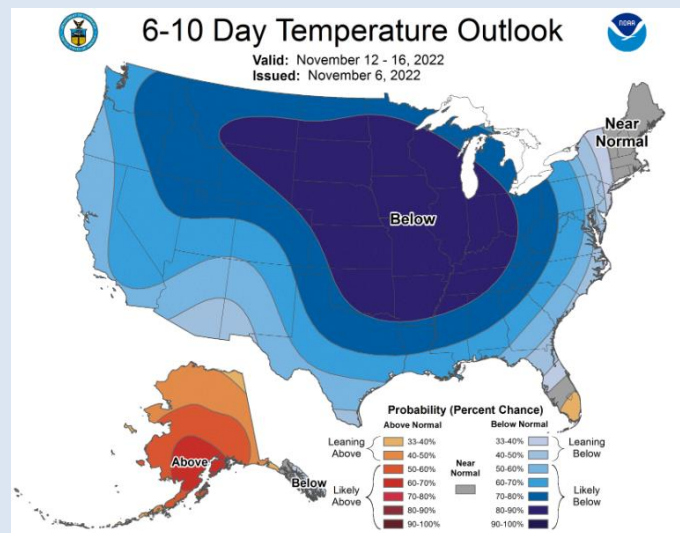 6-10 Day Temperature Outlook
Valid: November 12 - 16, 2022
Issued: November 6, 2022
NOAA
Near
Normal
Below
Above
Below
Probability (Percent Chance)
Above Normal
Below Normal
Leaning
Above
33-40%
40-50%
Likely
Above
50-60%
60-70%
70-80%
80-90%
90-100%
Near
Normal
33-40%
40-50%
Leaning
Below
50-60%
60-70%
70-80%
80-90%
90-100%
Likely
Below